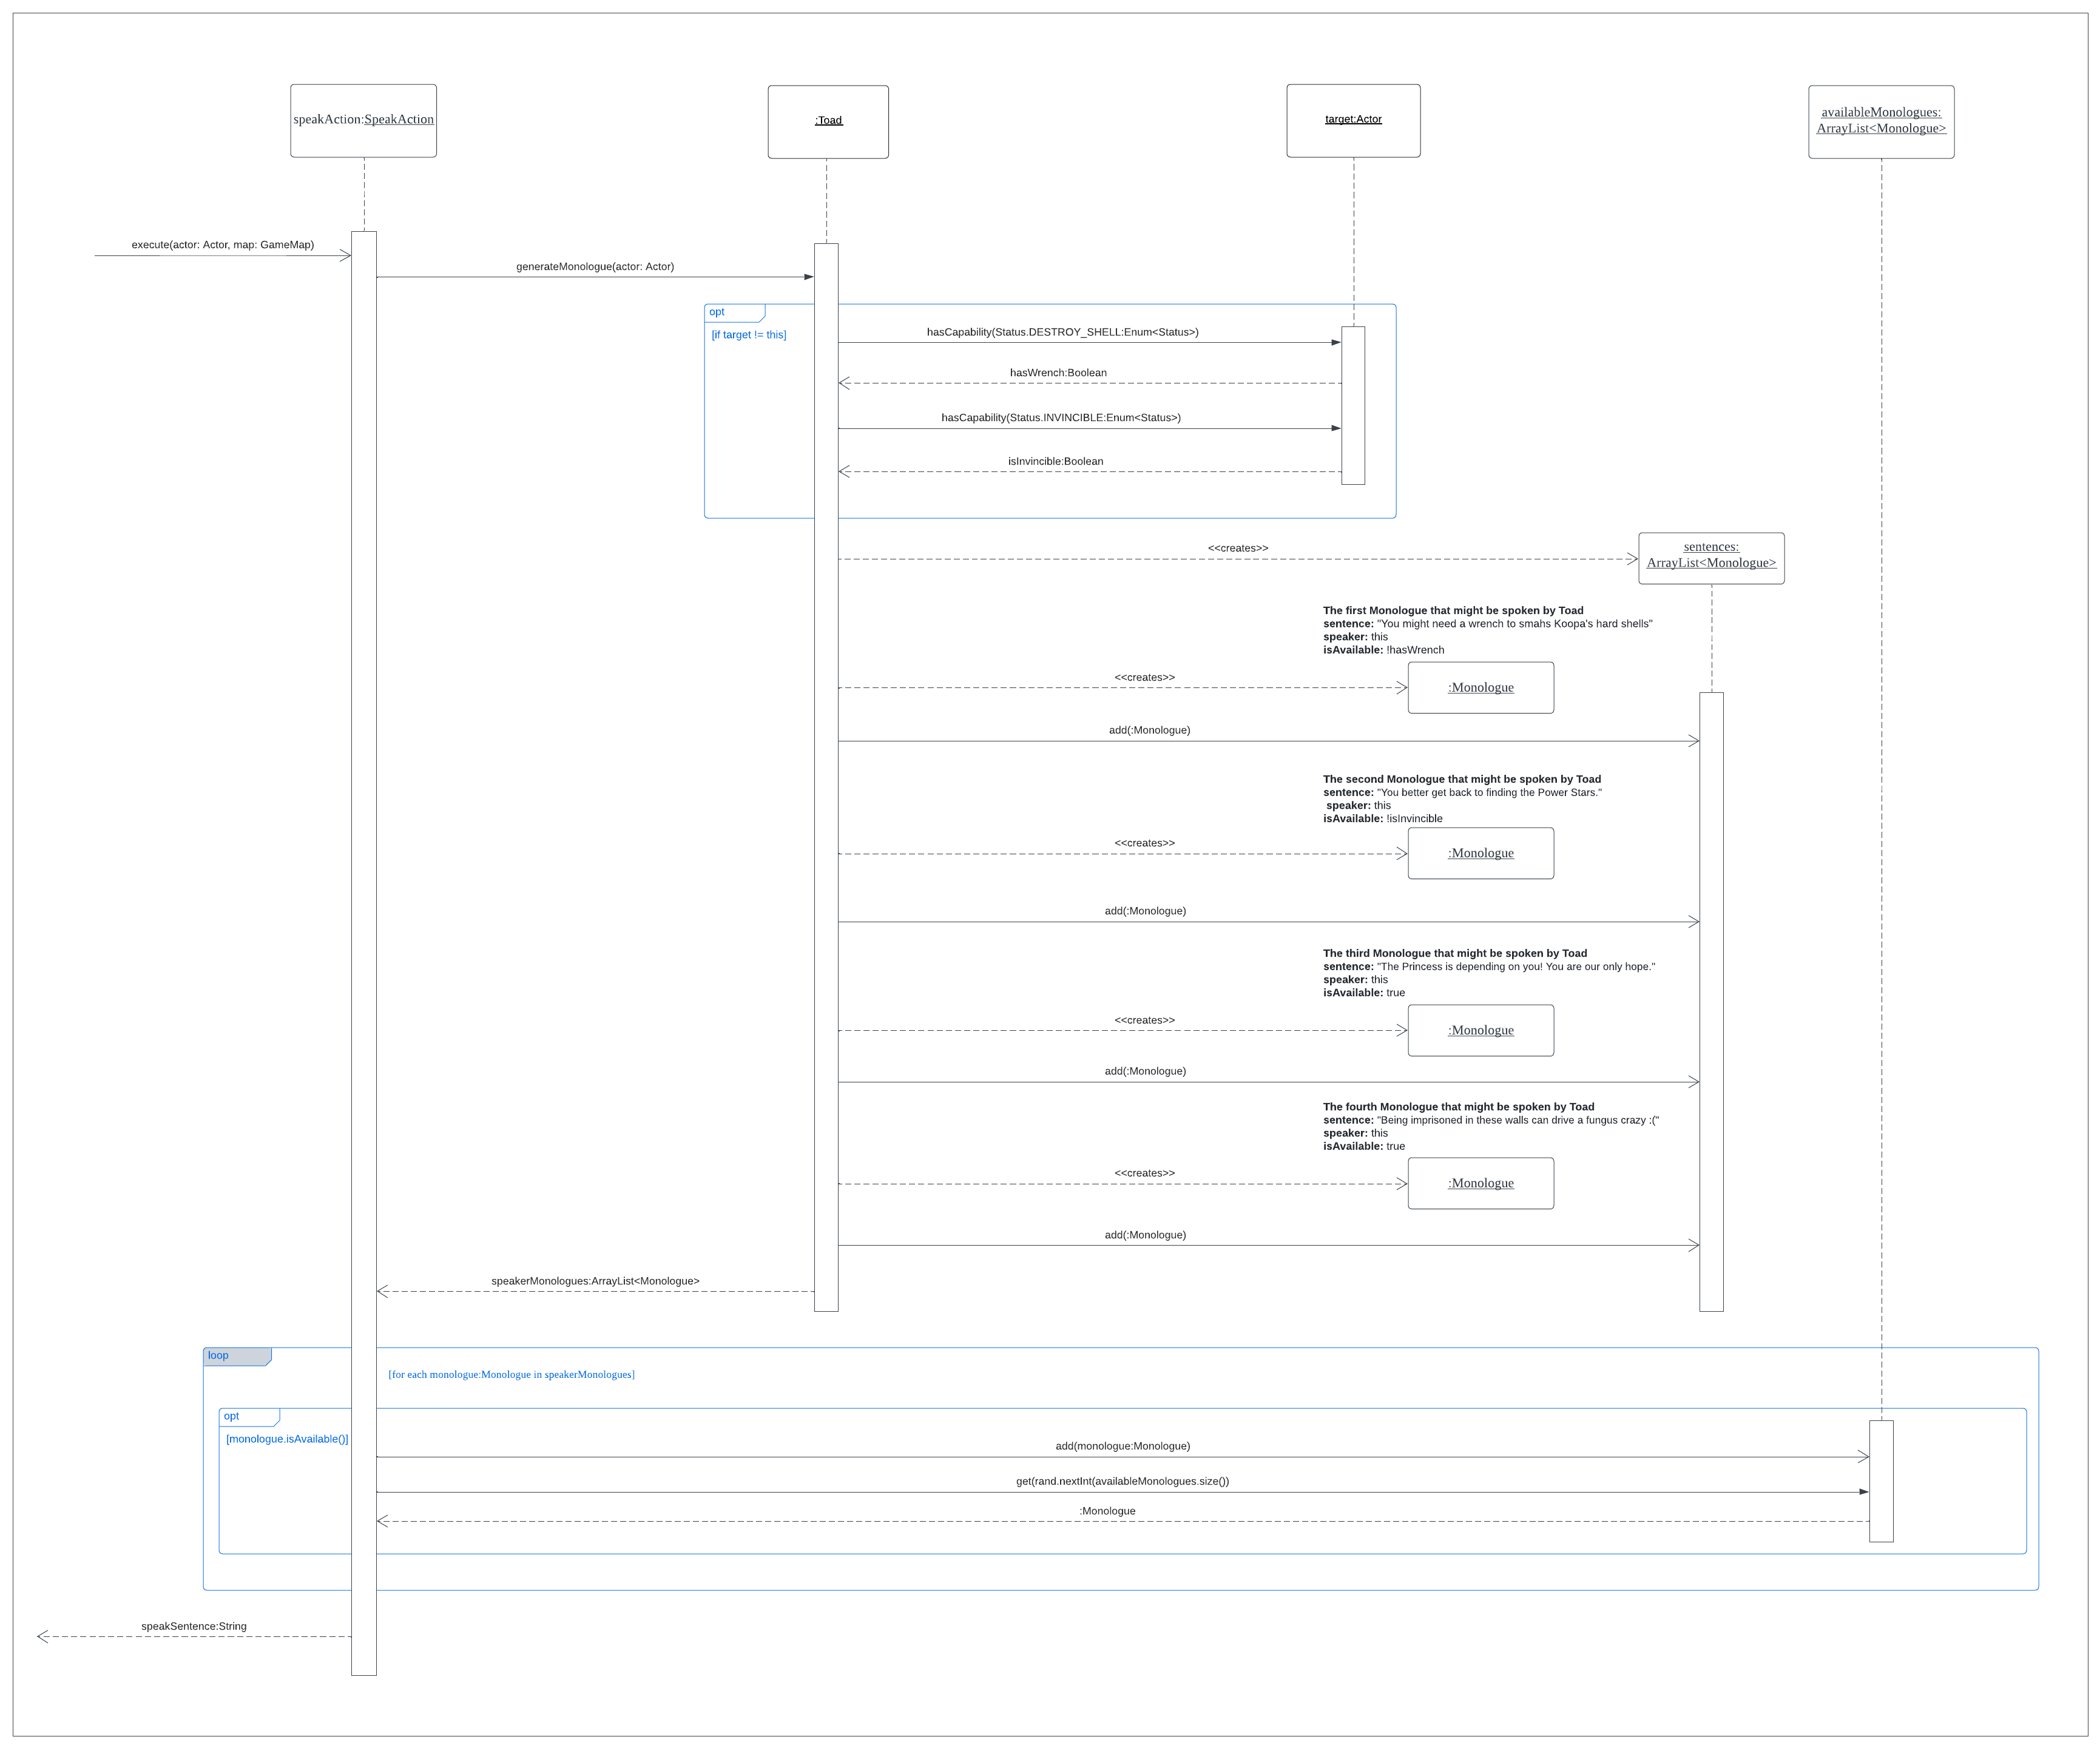 speakAction:SpeakAction
:Toad
target:Actor
availableMonologues:
ArrayList<Monologue>
execute(actor: Actor, map: GameMap)
generateMonologue(actor: Actor)
opt
[if target != this]
hasCapability(Status.DESTROY_SHELL:Enum<Status>)
hasWrench:Boolean
hasCapability(Status.INVINCIBLE:Enum<Status>)
isInvincible:Boolean
<<creates>>
sentences:
ArrayList<Monologue>
The first Monologue that might be spoken by Toad
sentence: "You might need a wrench to smahs Koopa's hard shells"
speaker: this
isAvailable: !hasWrench
<<creates>>
:Monologue
add(:Monologue)
The second Monologue that might be spoken by Toad
sentence: "You better get back to finding the Power Stars."
speaker: this
isAvailable: !isInvincible
<<creates>>
:Monologue
add(:Monologue)
The third Monologue that might be spoken by Toad
sentence: "The Princess is depending on you! You are our only hope."
speaker: this
isAvailable: true
<<creates>>
:Monologue
add(:Monologue)
The fourth Monologue that might be spoken by Toad
sentence: "Being imprisoned in these walls can drive a fungus crazy :("
speaker: this
isAvailable: true
<<creates>>
:Monologue
add(:Monologue)
speakerMonologues:ArrayList<Monologue>
loop
[for each monologue:Monologue in speakerMonologues]
opt
[monologue.isAvailable()]
add(monologue:Monologue)
get(rand.nextInt(availableMonologues.size())
:Monologue
speakSentence:String